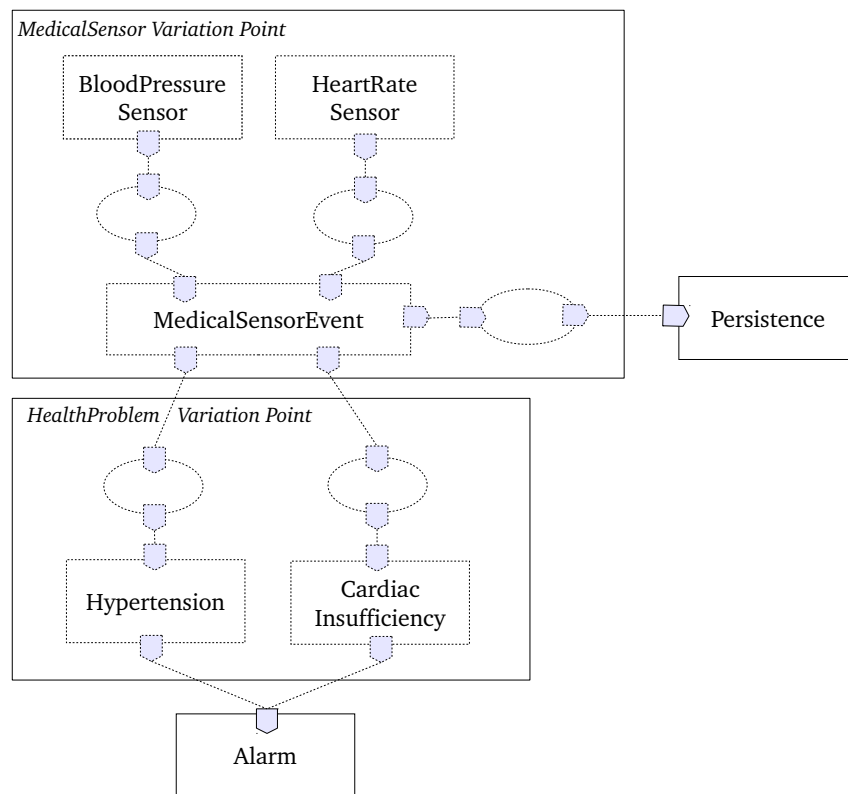 MedicalSensor Variation Point
BloodPressure
Sensor
HeartRate
Sensor
MedicalSensorEvent
Persistence
HealthProblem Variation Point
Hypertension
Cardiac
Insufficiency
Alarm